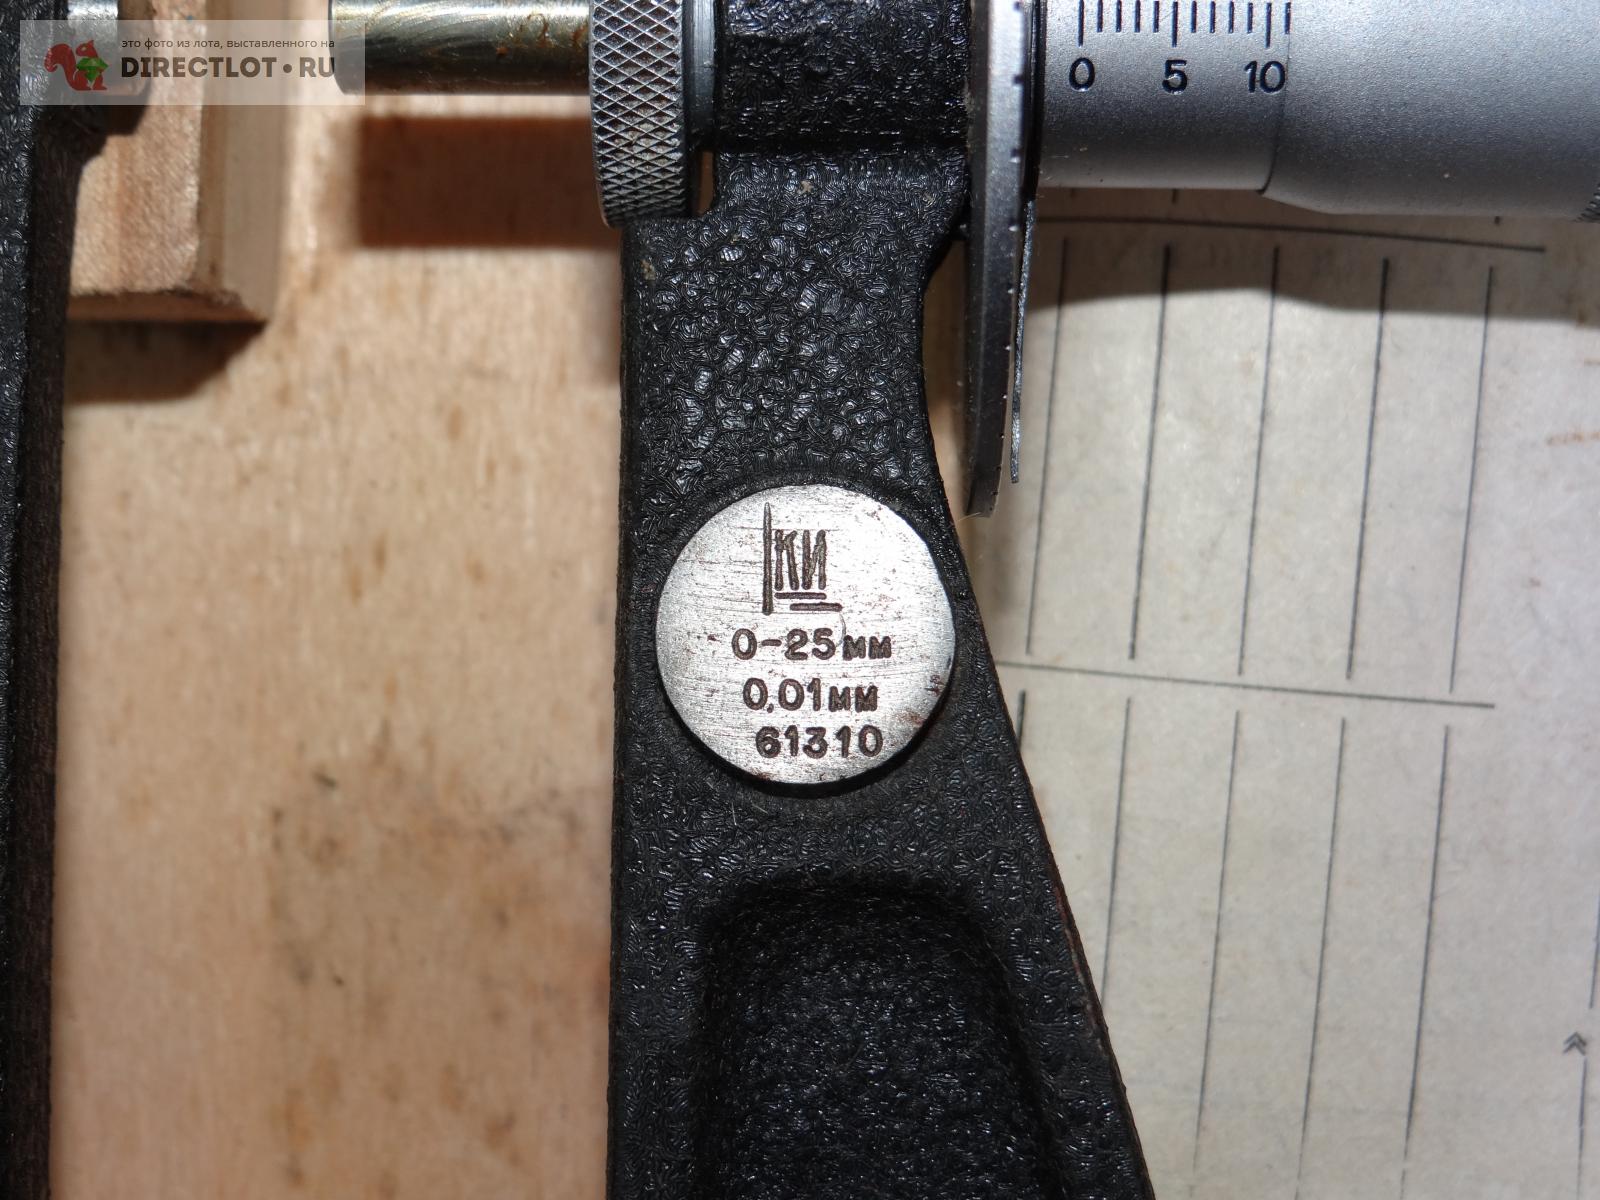 это фото из лота, выставленного на
DIRECTLOT•RU
0 5 10
КИ
0-25мм
0,01мм
61310